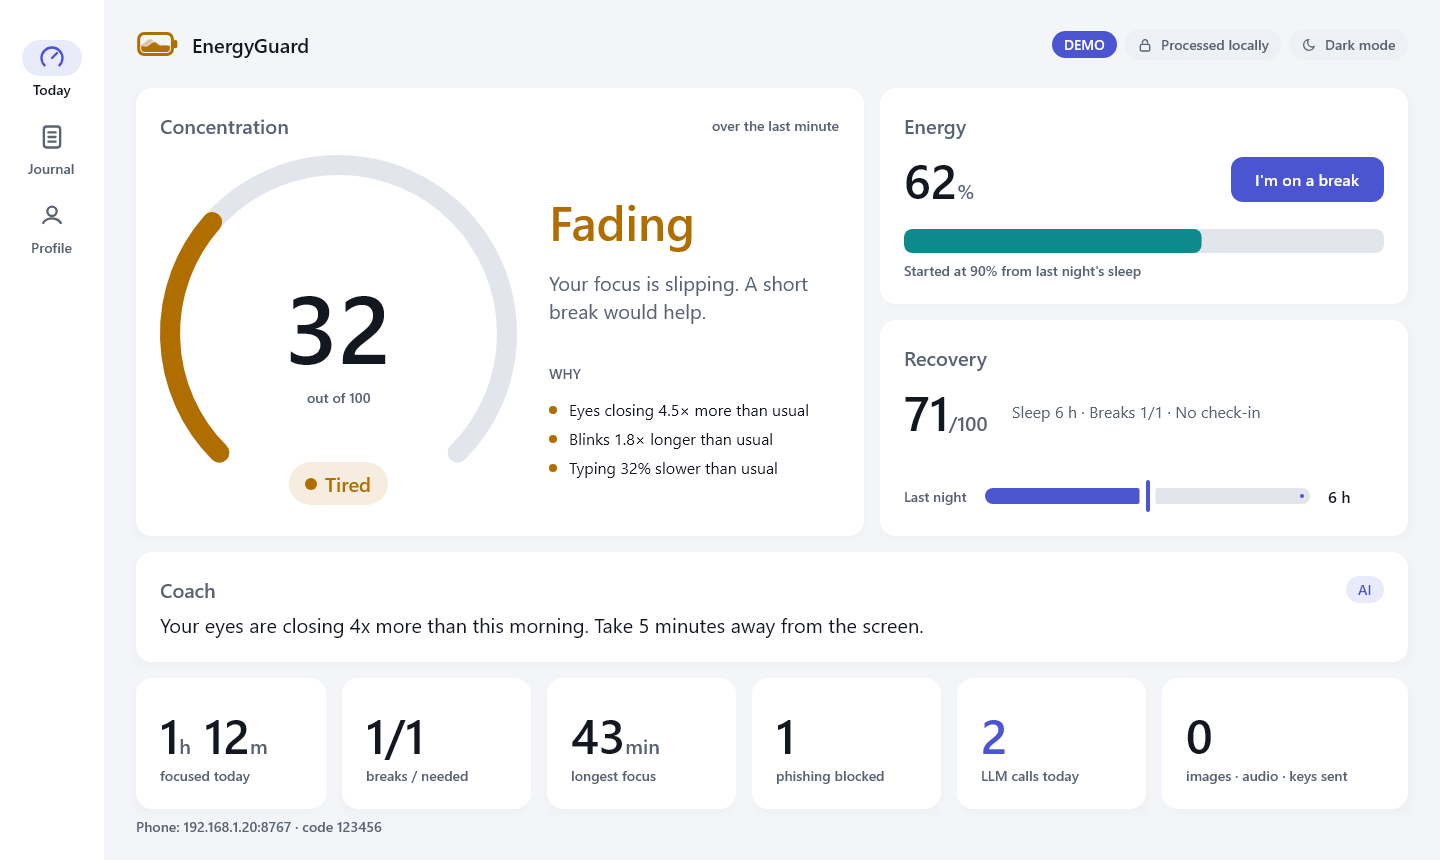 Today
Journal
Profile
EnergyGuard
DEMO
Processed locally
Dark mode
Concentration
over the last minute
32
out of 100
Tired
Fading
Your focus is slipping. A short
break would help.
WHY
Eyes closing 4.5× more than usual
Blinks 1.8× longer than usual
Typing 32% slower than usual
Energy
62%
I'm on a break
Started at 90% from last night's sleep
Recovery
71/100
Sleep 6 h · Breaks 1/1 · No check-in
Last night
6 h
Coach
AI
Your eyes are closing 4x more than this morning. Take 5 minutes away from the screen.
1h 12m
focused today
1/1
breaks / needed
43min
longest focus
1
phishing blocked
2
LLM calls today
0
images · audio · keys sent
Phone: 192.168.1.20:8767 · code 123456